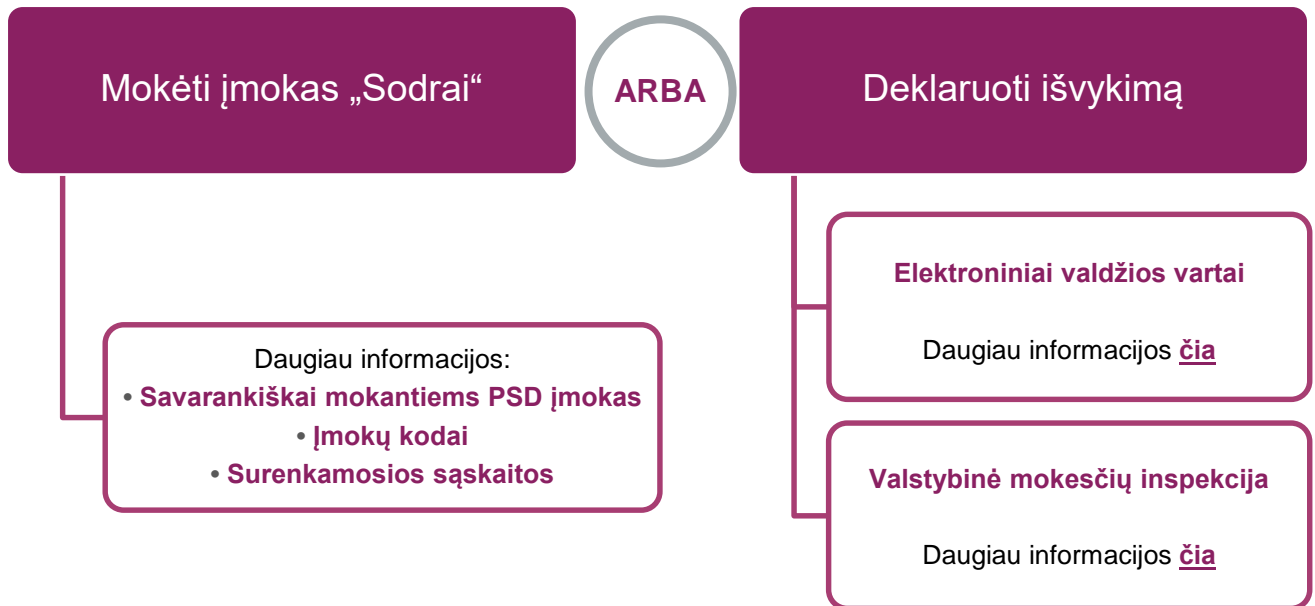 Mokėti įmokas „Sodrai“
ARBA
Deklaruoti išvykimą
Daugiau informacijos:
• Savarankiškai mokantiems PSD įmokas
• Įmokų kodai
• Surenkamosios sąskaitos
Elektroniniai valdžios vartai
Daugiau informacijos čia
Valstybinė mokesčių inspekcija
Daugiau informacijos čia